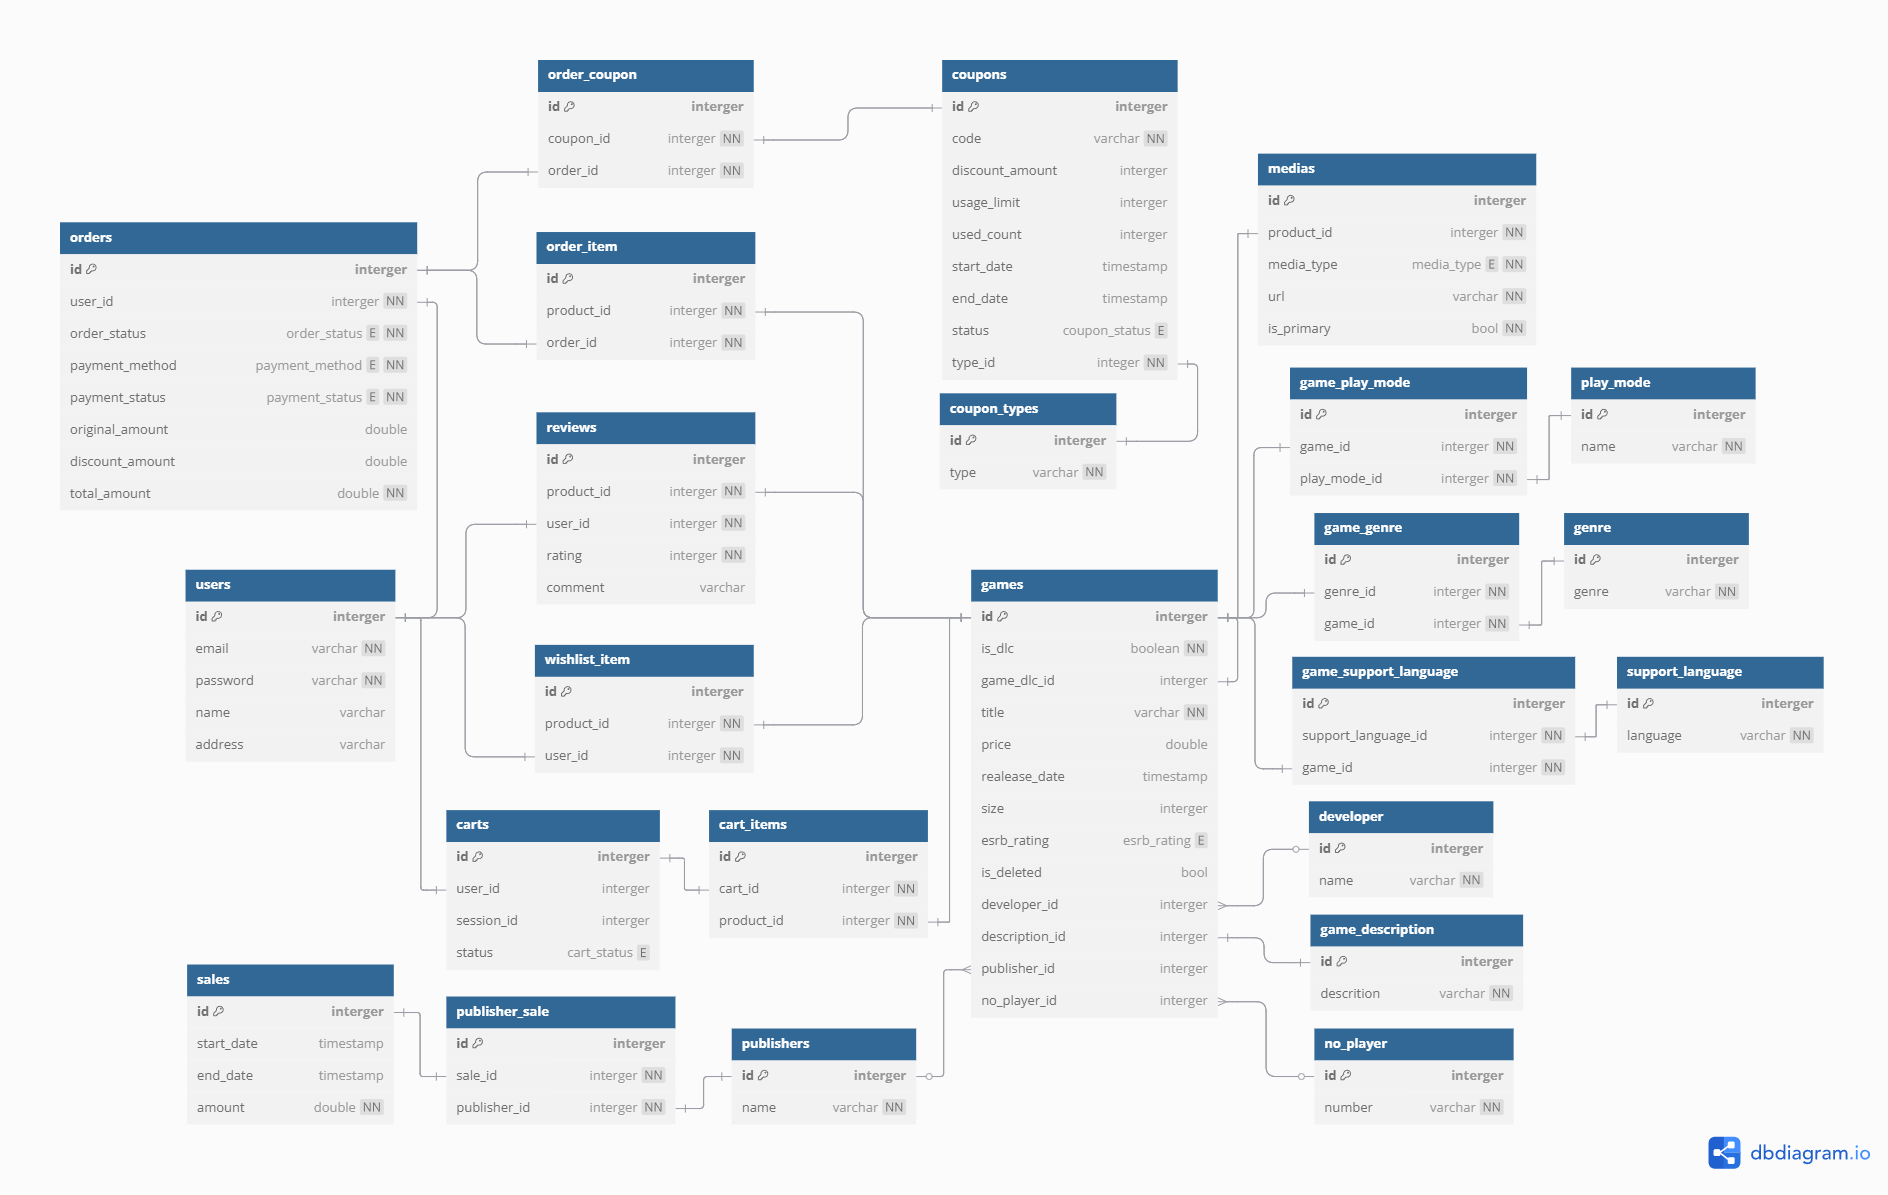 order_coupon
id interger
coupon_id interger NN
order_id interger NN
coupons
id interger
code varchar NN
discount_amount interger
usage_limit interger
used_count interger
start_date timestamp
end_date timestamp
status coupon_status E
type_id integer NN
medias
id interger
product_id interger NN
media_type media_type E NN
url varchar NN
is_primary bool NN
orders
id interger
user_id interger NN
order_status order_status E NN
payment_method payment_method E NN
payment_status payment_status E NN
original_amount double
discount_amount double
total_amount double NN
order_item
id interger
product_id interger NN
order_id interger NN
game_play_mode
id interger
game_id interger NN
play_mode_id interger NN
play_mode
id interger
name varchar NN
coupon_types
id interger
type varchar NN
reviews
id interger
product_id interger NN
user_id interger NN
rating interger NN
comment varchar
game_genre
id interger
genre_id interger NN
game_id interger NN
genre
id interger
genre varchar NN
users
id interger
email varchar NN
password varchar NN
name varchar
address varchar
games
id interger
is_dlc boolean NN
game_dlc_id interger
title varchar NN
price double
realease_date timestamp
size interger
esrb_rating esrb_rating E
is_deleted bool
developer_id interger
description_id interger
publisher_id interger
no_player_id interger
wishlist_item
id interger
product_id interger NN
user_id interger NN
game_support_language
id interger
support_language_id interger NN
game_id interger NN
support_language
id interger
language varchar NN
carts
id interger
user_id interger
session_id interger
status cart_status E
cart_items
id interger
cart_id interger NN
product_id interger NN
developer
id interger
name varchar NN
game_description
id interger
descrition varchar NN
sales
id interger
start_date timestamp
end_date timestamp
amount double NN
publisher_sale
id interger
sale_id interger NN
publisher_id interger NN
publishers
id interger
name varchar NN
no_player
id interger
number varchar NN
dbdiagram.io